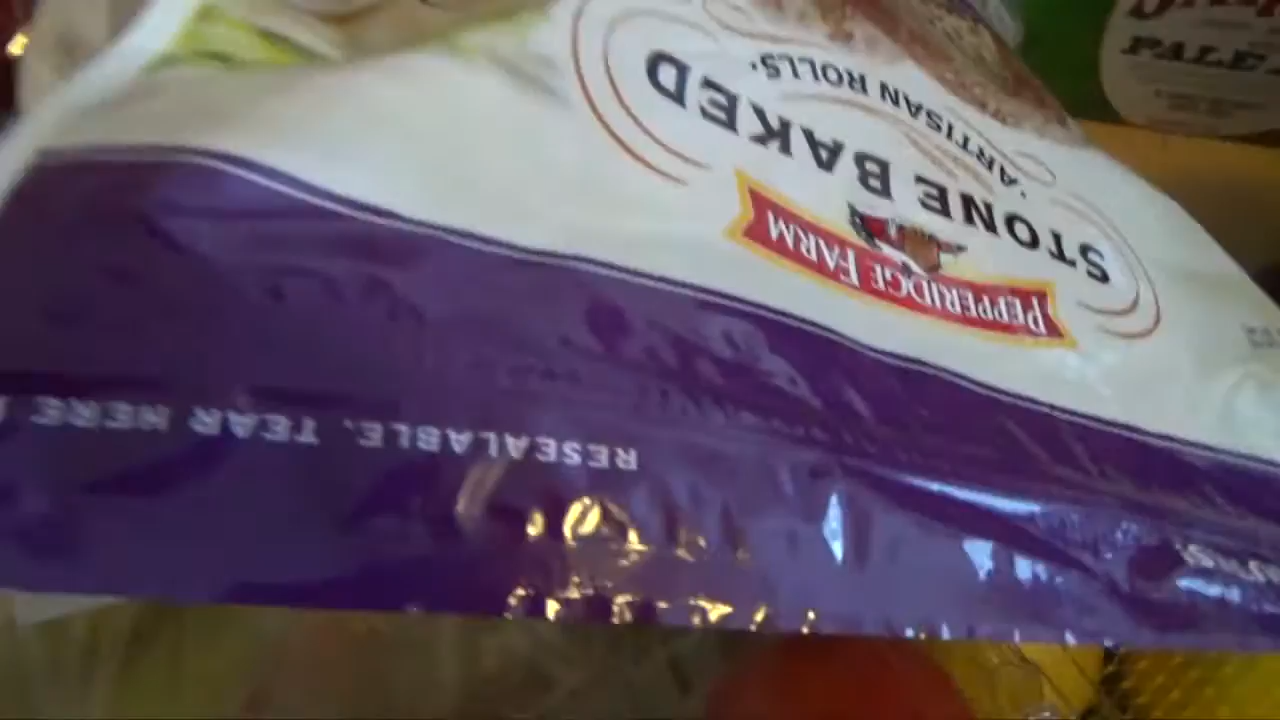 PEPPERIDGE FARM
STONE BAKED
'ARTISAN ROLLS'
RESEALABLE. TEAR HERE
PALE